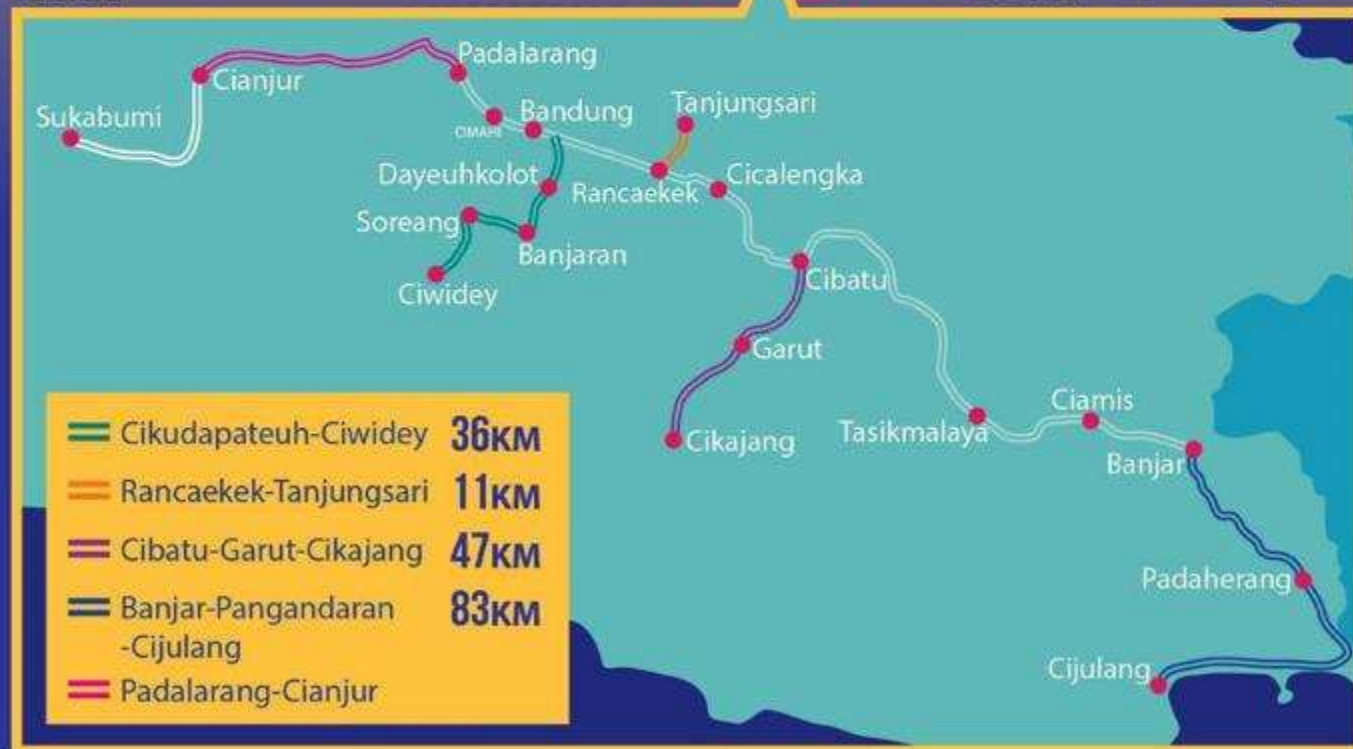 Padalarang
Cianjur
Tanjungsari
Sukabumi
Bandung
CIMAHI
Dayeuhkolot
Rancaekek
Cicalengka
Soreang
Banjaran
Ciwidey
Cibatu
Garut
Cikajang
Tasikmalaya
Ciamis
Banjar
Padaherang
Cijulang
Cikudapateuh-Ciwidey 36KM
Rancaekek-Tanjungsari 11KM
Cibatu-Garut-Cikajang 47KM
Banjar-Pangandaran 83KM
-Cijulang
Padalarang-Cianjur